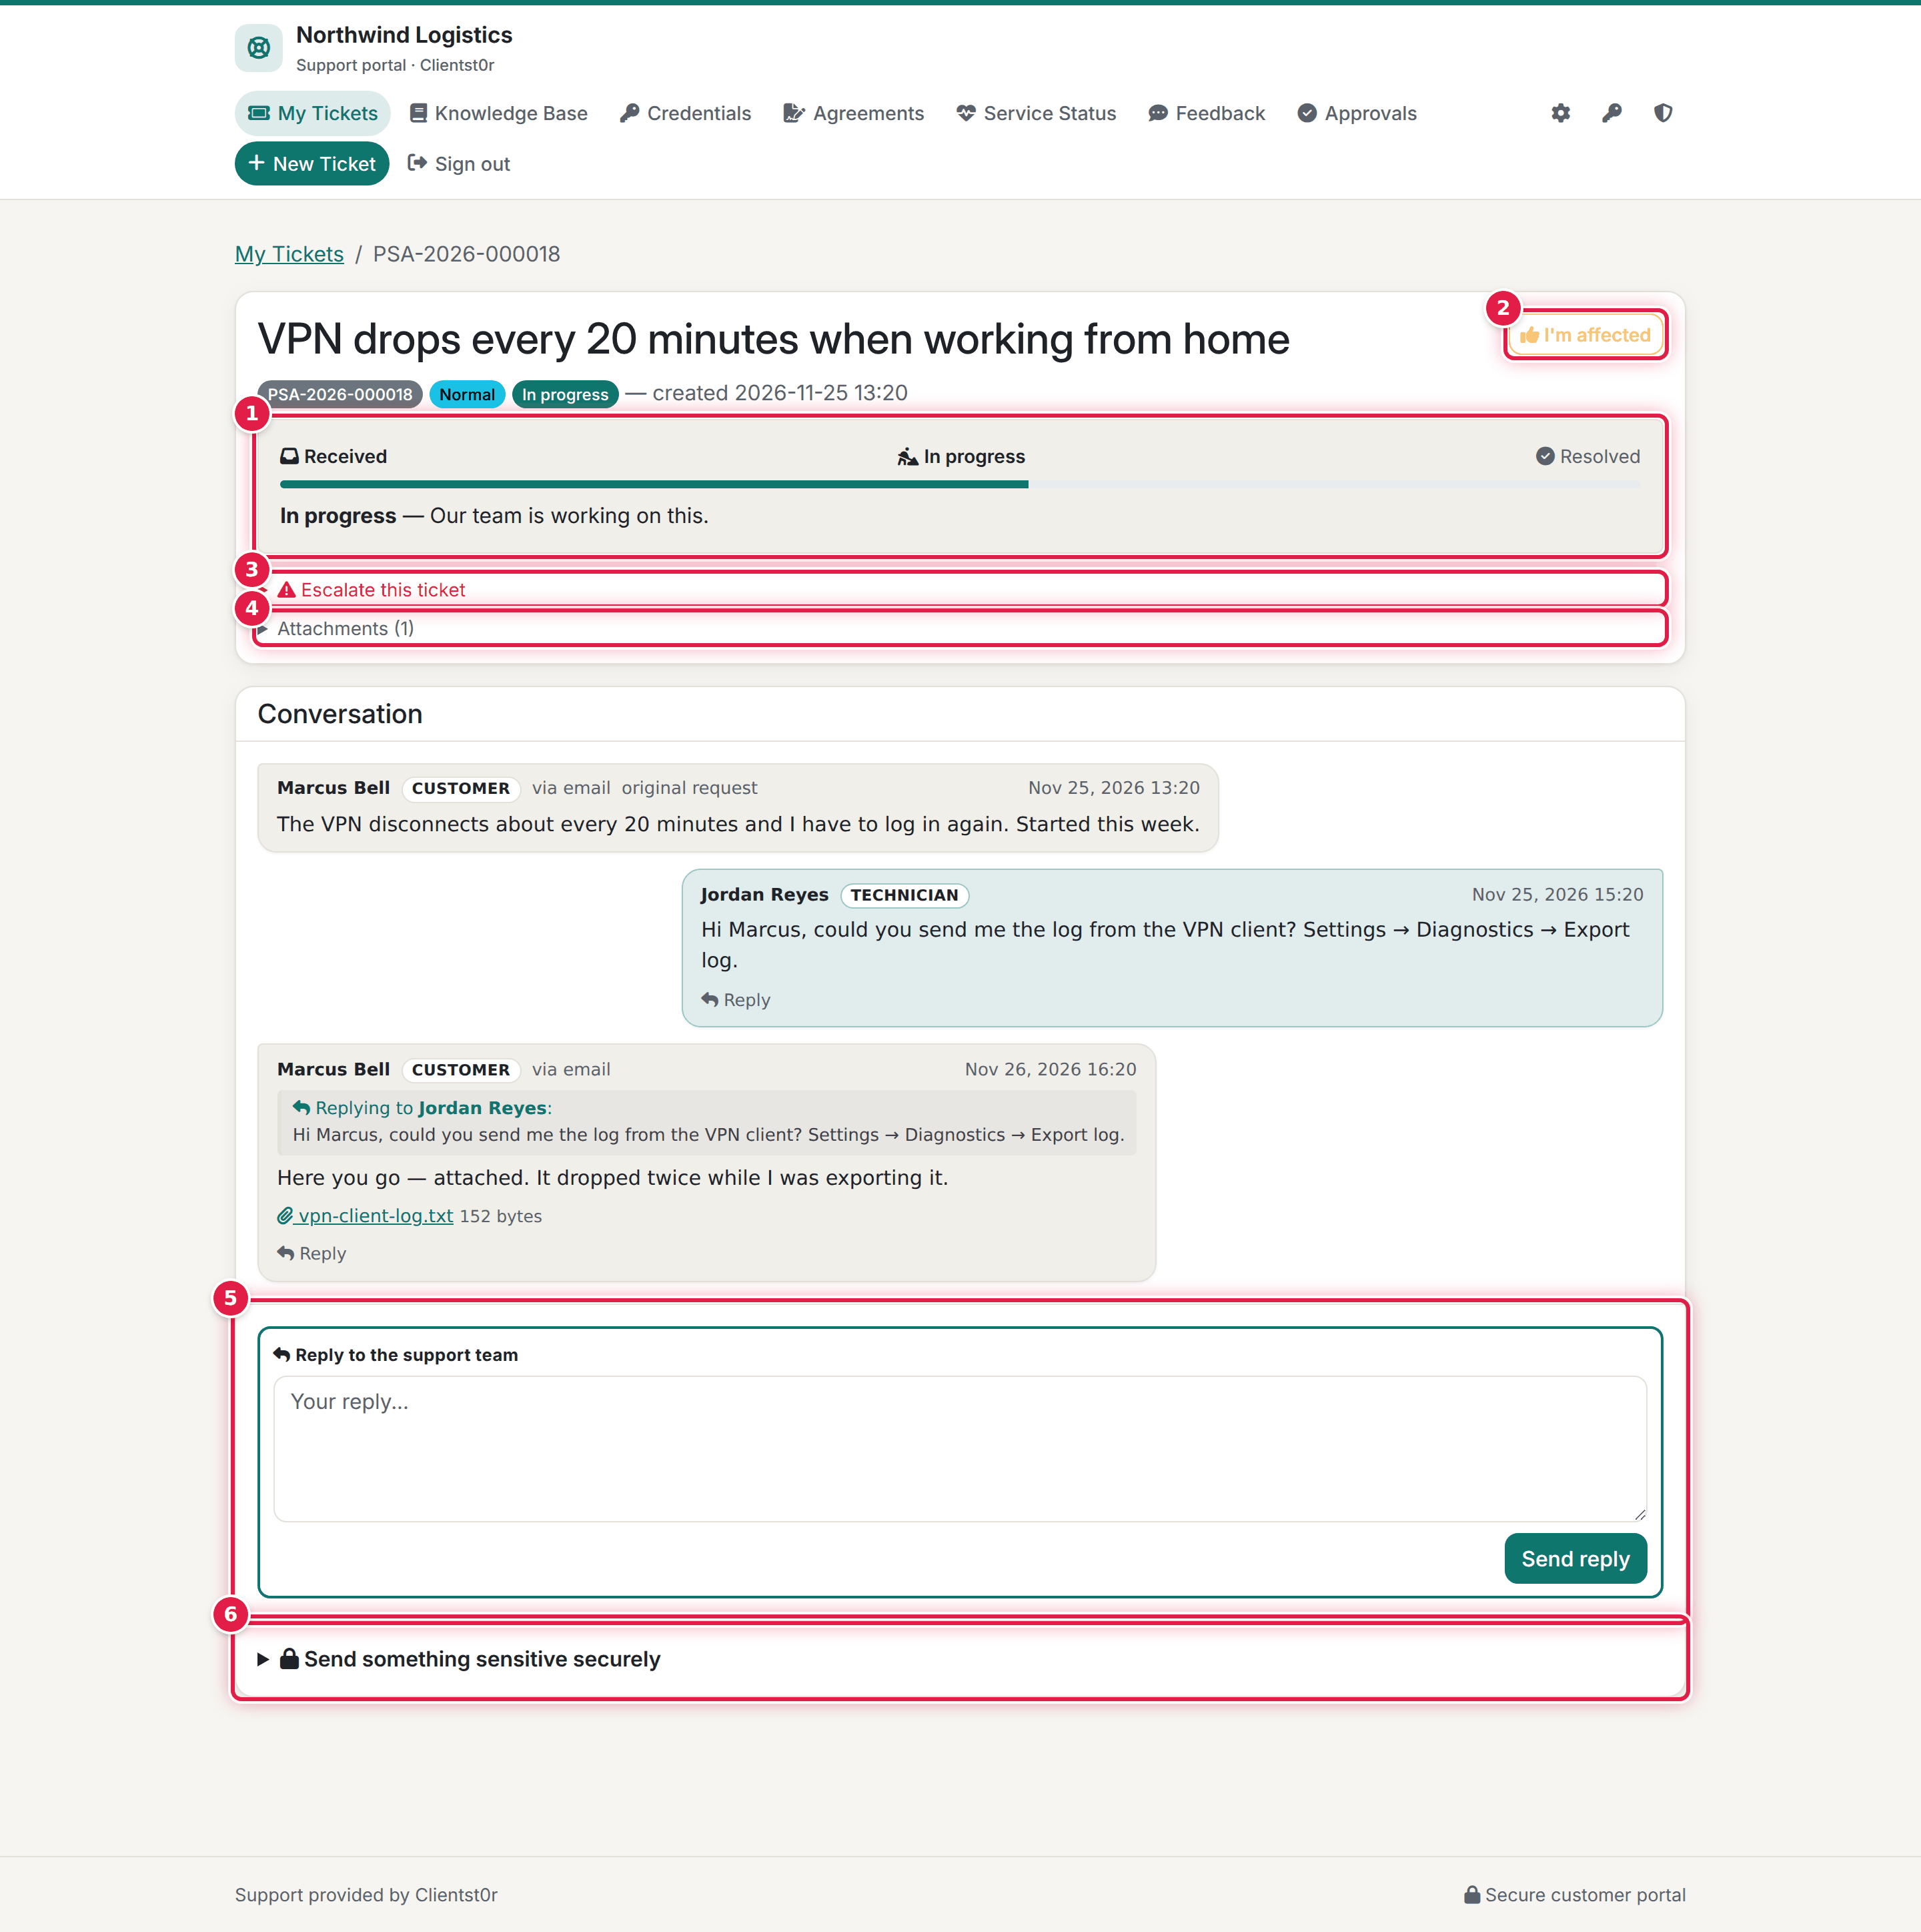 Northwind Logistics
Support portal · Clientst0r
My Tickets Knowledge Base Credentials Agreements Service Status Feedback Approvals
New Ticket Sign out
My Tickets / PSA-2026-000018
VPN drops every 20 minutes when working from home
2
I'm affected
PSA-2026-000018 Normal In progress — created 2026-11-25 13:20
1
Received In progress Resolved
In progress — Our team is working on this.
3
Escalate this ticket
4
Attachments (1)
Conversation
Marcus Bell CUSTOMER via email original request Nov 25, 2026 13:20
The VPN disconnects about every 20 minutes and I have to log in again. Started this week.
Jordan Reyes TECHNICIAN Nov 25, 2026 15:20
Hi Marcus, could you send me the log from the VPN client? Settings → Diagnostics → Export
log.
Reply
Marcus Bell CUSTOMER via email Nov 26, 2026 16:20
Replying to Jordan Reyes:
Hi Marcus, could you send me the log from the VPN client? Settings → Diagnostics → Export log.
Here you go — attached. It dropped twice while I was exporting it.
vpn-client-log.txt 152 bytes
Reply
5
Reply to the support team
Your reply...
Send reply
6
Send something sensitive securely
Support provided by Clientst0r Secure customer portal